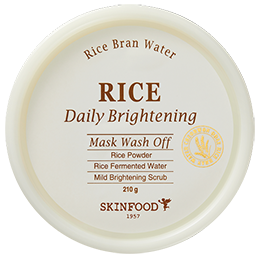 Rice Bran Water
RICE
Daily Brightening
Mask Wash Off
Rice Powder
Rice Fermented Water
Mild Brightening Scrub
210 g
SKINFOOD
1957